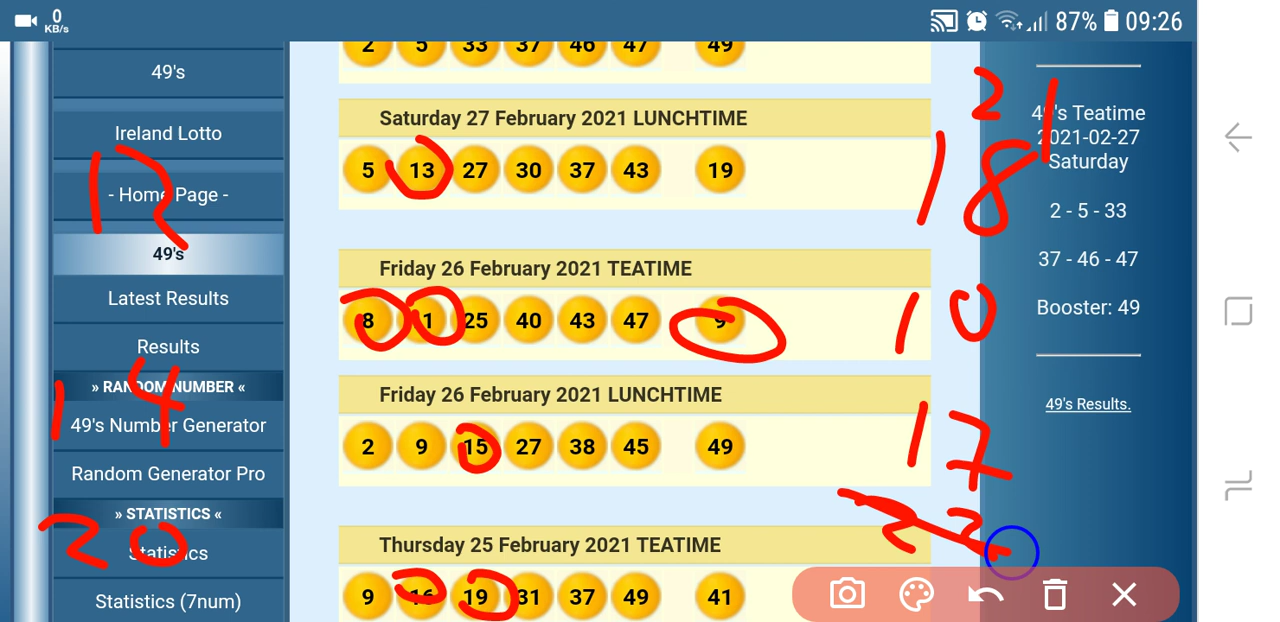 0
KB/s
87% 09:26
49's
Ireland Lotto
- Home Page -
49's
Latest Results
Results
» RANDOM NUMBER «
49's Number Generator
Random Generator Pro
» STATISTICS «
Statistics
Statistics (7num)
12
14
20
2 5 33 37 46 47 49
Saturday 27 February 2021 LUNCHTIME
5 13 27 30 37 43 19
Friday 26 February 2021 TEATIME
8 25 40 43 47 9
Friday 26 February 2021 LUNCHTIME
2 9 15 27 38 45 49
Thursday 25 February 2021 TEATIME
9 16 19 31 37 49 41
21
18
10
17
49's Teatime
2021-02-27
Saturday
2 - 5 - 33
37 - 46 - 47
Booster: 49
49's Results.